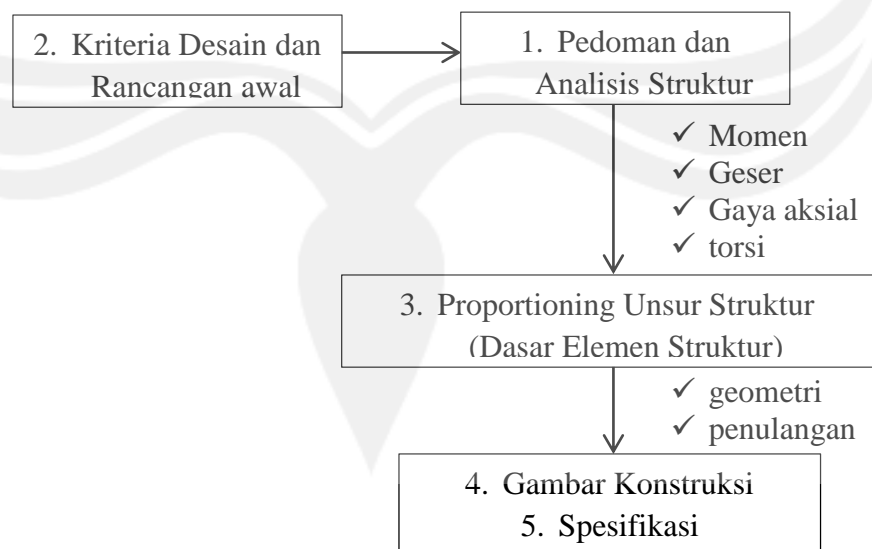 2. Kriteria Desain dan
Rancangan awal
1. Pedoman dan
Analisis Struktur
✓ Momen
✓ Geser
✓ Gaya aksial
✓ torsi
3. Proportioning Unsur Struktur
(Dasar Elemen Struktur)
✓ geometri
✓ penulangan
4. Gambar Konstruksi
5. Spesifikasi